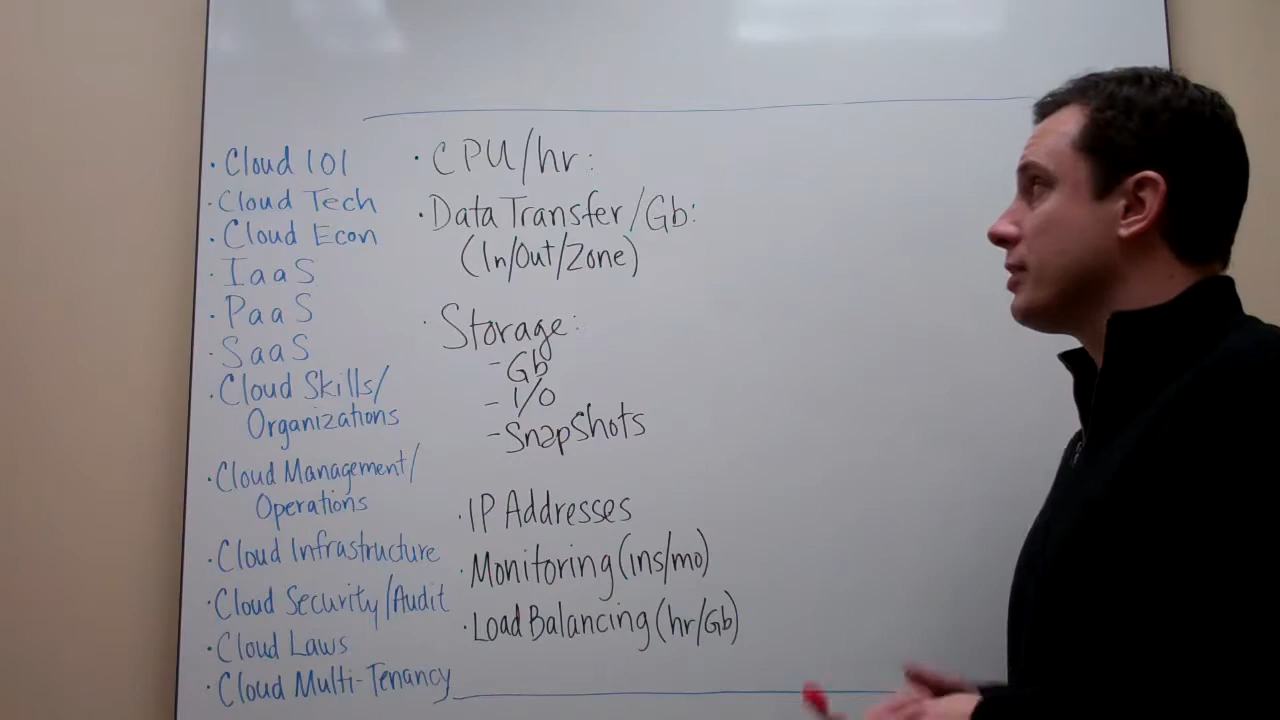 · Cloud 101
· Cloud Tech
· Cloud Econ
· IaaS
· PaaS
· SaaS
· Cloud Skills/
Organizations
· Cloud Management/
Operations
· Cloud Infrastructure
· Cloud Security/Audit
· Cloud Laws
· Cloud Multi-Tenancy
· CPU/hr:
· Data Transfer/Gb:
(In/Out/Zone)
· Storage:
- Gb
- I/O
- Snapshots
· IP Addresses
· Monitoring (ins/mo)
· Load Balancing (hr/Gb)